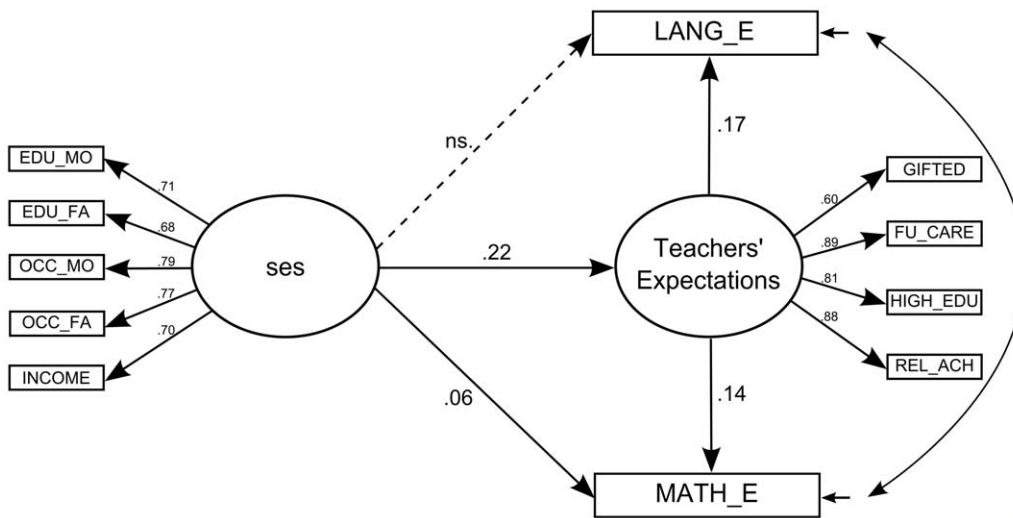 LANG_E
ns.
.17
EDU_MO
.71
EDU_FA
.68
OCC_MO
.79
OCC_FA
.77
INCOME
.70
ses
.22
.06
Teachers'
Expectations
GIFTED
.60
FU_CARE
.89
HIGH_EDU
.81
REL_ACH
.88
.14
MATH_E